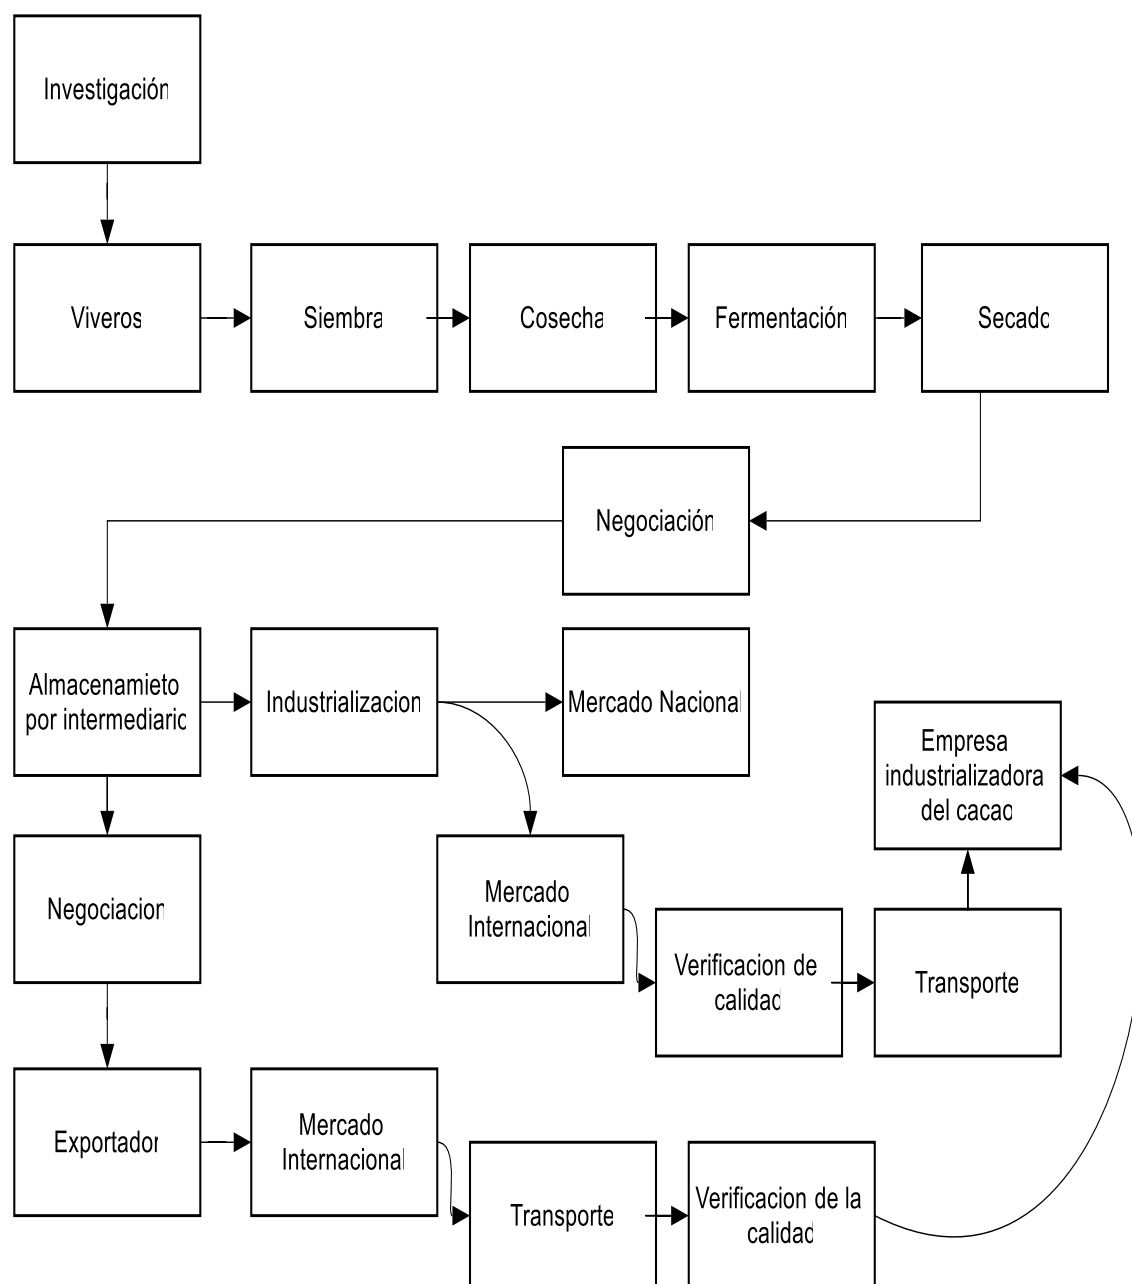 Investigación
Viveros
Siembra
Cosecha
Fermentación
Secado
Negociación
Almacenamieto
por intermediario
Industrializacion
Mercado Nacional
Empresa
industrializadora
del cacao
Negociacion
Mercado
Internacional
Verificacion de
calidad
Transporte
Exportador
Mercado
Internacional
Transporte
Verificacion de la
calidad